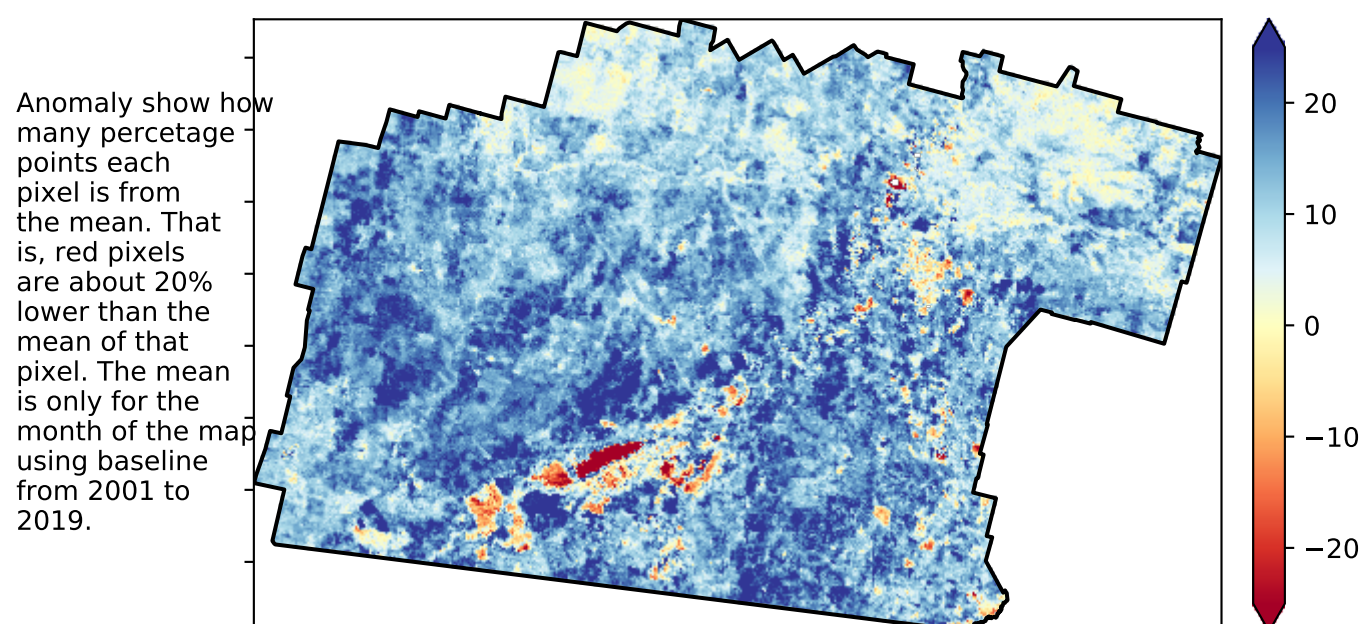 Anomaly show how
many percetage
points each
pixel is from
the mean. That
is, red pixels
are about 20%
lower than the
mean of that
pixel. The mean
is only for the
month of the map
using baseline
from 2001 to
2019.
20
10
0
−10
−20